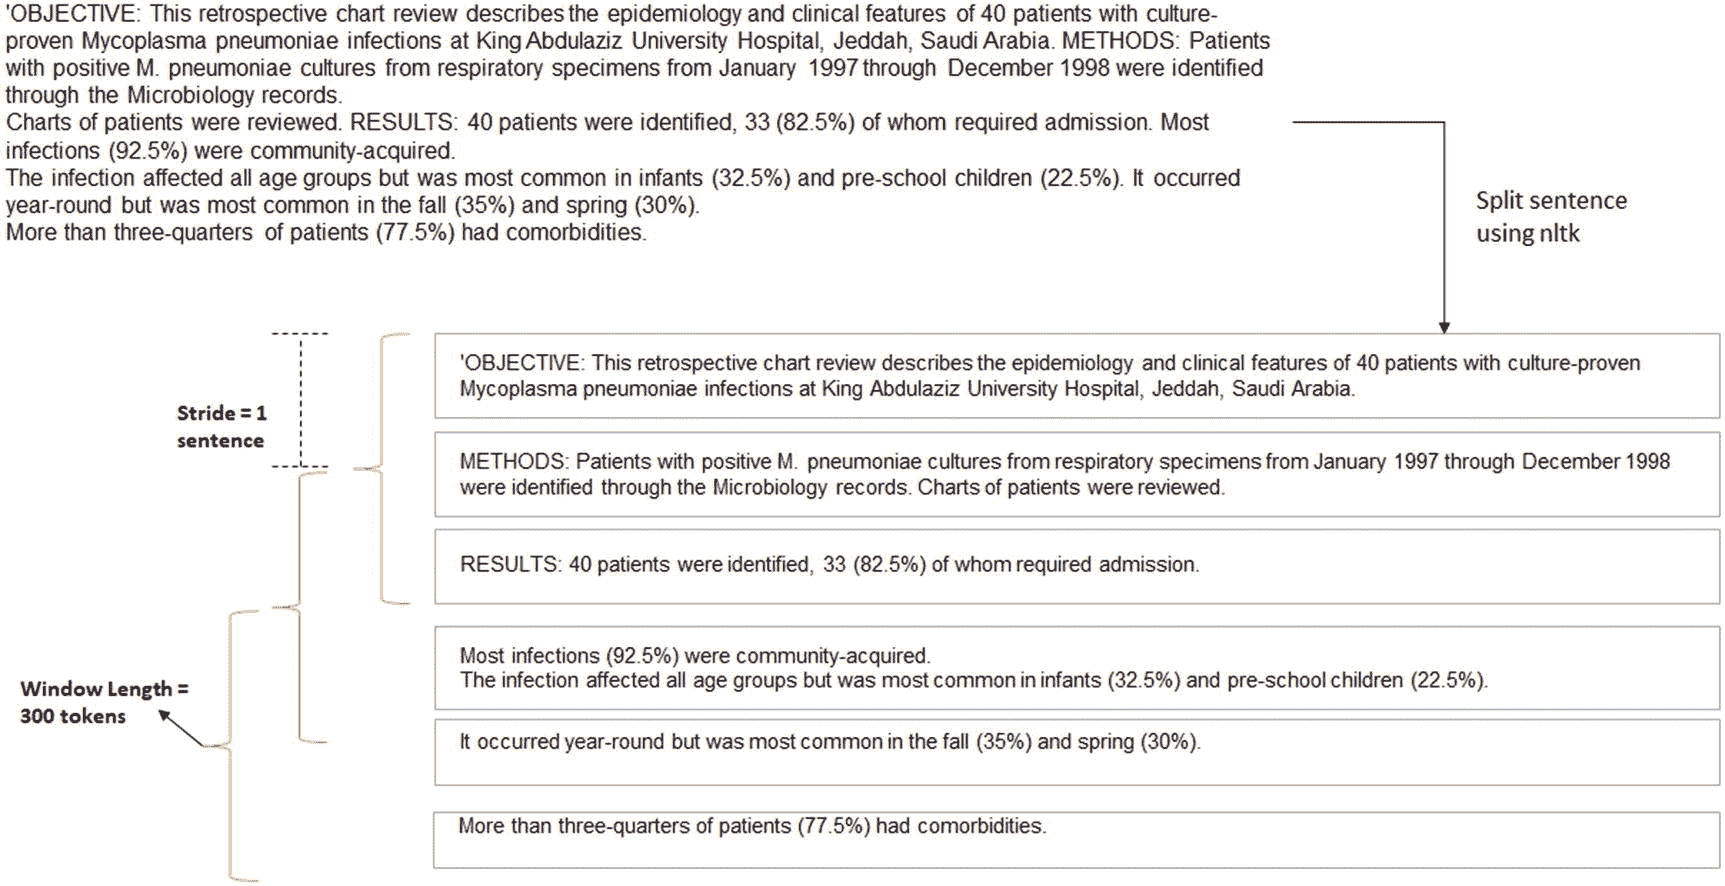 'OBJECTIVE: This retrospective chart review describes the epidemiology and clinical features of 40 patients with culture-
proven Mycoplasma pneumoniae infections at King Abdulaziz University Hospital, Jeddah, Saudi Arabia. METHODS: Patients
with positive M. pneumoniae cultures from respiratory specimens from January 1997 through December 1998 were identified
through the Microbiology records.
Charts of patients were reviewed. RESULTS: 40 patients were identified, 33 (82.5%) of whom required admission. Most
infections (92.5%) were community-acquired.
The infection affected all age groups but was most common in infants (32.5%) and pre-school children (22.5%). It occurred
year-round but was most common in the fall (35%) and spring (30%).
More than three-quarters of patients (77.5%) had comorbidities.
Split sentence
using nltk
'OBJECTIVE: This retrospective chart review describes the epidemiology and clinical features of 40 patients with culture-proven
Mycoplasma pneumoniae infections at King Abdulaziz University Hospital, Jeddah, Saudi Arabia.
Stride = 1
sentence
METHODS: Patients with positive M. pneumoniae cultures from respiratory specimens from January 1997 through December 1998
were identified through the Microbiology records. Charts of patients were reviewed.
RESULTS: 40 patients were identified, 33 (82.5%) of whom required admission.
Most infections (92.5%) were community-acquired.
The infection affected all age groups but was most common in infants (32.5%) and pre-school children (22.5%).
Window Length =
300 tokens
It occurred year-round but was most common in the fall (35%) and spring (30%).
More than three-quarters of patients (77.5%) had comorbidities.